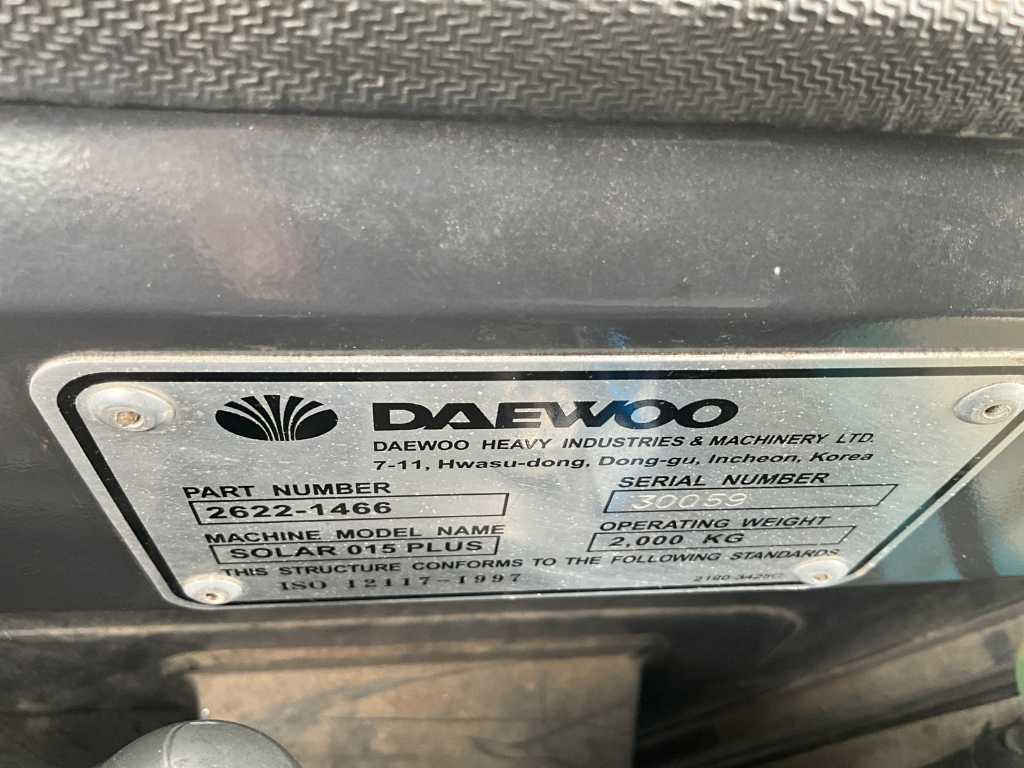 DAEWOO
DAEWOO HEAVY INDUSTRIES & MACHINERY LTD.
7-11, Hwasu-dong, Dong-gu, Incheon, Korea
PART NUMBER
2622-1466
SERIAL NUMBER
30059
MACHINE MODEL NAME
SOLAR 015 PLUS
OPERATING WEIGHT
2,000 KG
THIS STRUCTURE CONFORMS TO THE FOLLOWING STANDARDS
ISO 12117-1997